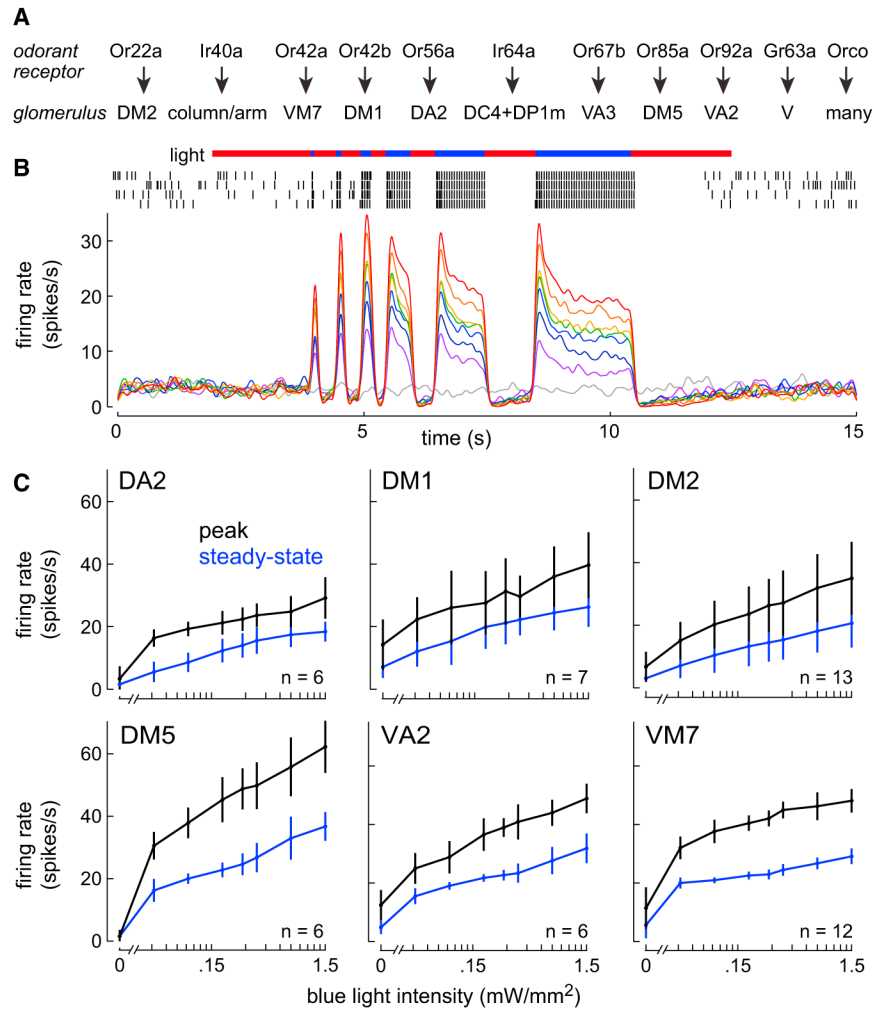 A
odorant receptor Or22a Ir40a Or42a Or42b Or56a Ir64a Or67b Or85a Or92a Gr63a Orco
glomerulus DM2 column/arm VM7 DM1 DA2 DC4+DP1m VA3 DM5 VA2 V many
light
B
firing rate (spikes/s)
30
20
10
0
0 5 10 15
time (s)
C
DA2 DM1 DM2
peak
steady-state
firing rate (spikes/s)
60
40
20
0
n = 6 n = 7 n = 13
DM5 VA2 VM7
firing rate (spikes/s)
60
40
20
0
n = 6 n = 6 n = 12
0 .15 1.5 0 .15 1.5 0 .15 1.5
blue light intensity (mW/mm²)